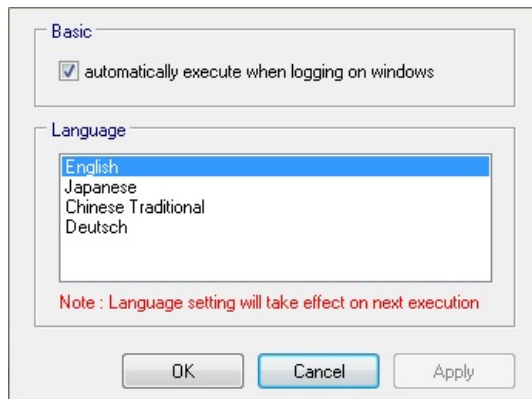 Basic
automatically execute when logging on windows
Language
English
Japanese
Chinese Traditional
Deutsch
Note : Language setting will take effect on next execution
OK Cancel Apply